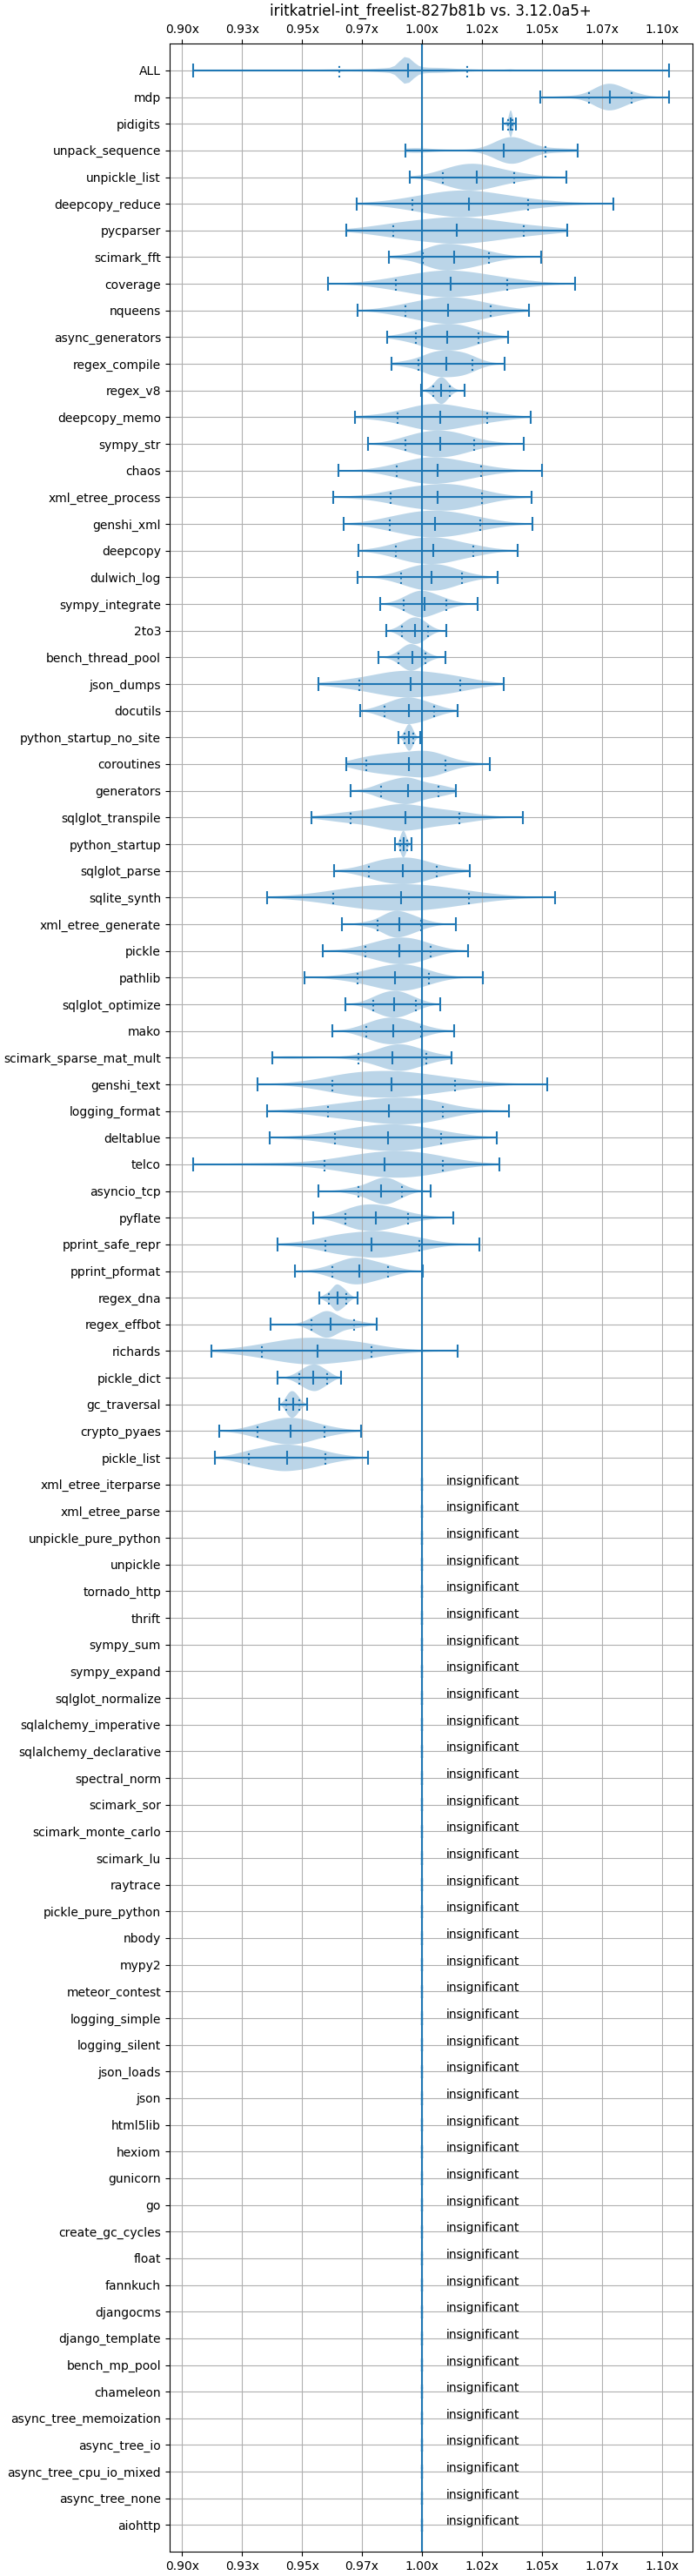 iritkatriel-int_freelist-827b81b vs. 3.12.0a5+
0.90x 0.93x 0.95x 0.97x 1.00x 1.02x 1.05x 1.07x 1.10x
ALL
mdp
pidigits
unpack_sequence
unpickle_list
deepcopy_reduce
pycparser
scimark_fft
coverage
nqueens
async_generators
regex_compile
regex_v8
deepcopy_memo
sympy_str
chaos
xml_etree_process
genshi_xml
deepcopy
dulwich_log
sympy_integrate
2to3
bench_thread_pool
json_dumps
docutils
python_startup_no_site
coroutines
generators
sqlglot_transpile
python_startup
sqlglot_parse
sqlite_synth
xml_etree_generate
pickle
pathlib
sqlglot_optimize
mako
scimark_sparse_mat_mult
genshi_text
logging_format
deltablue
telco
asyncio_tcp
pyflate
pprint_safe_repr
pprint_pformat
regex_dna
regex_effbot
richards
pickle_dict
gc_traversal
crypto_pyaes
pickle_list
xml_etree_iterparse insignificant
xml_etree_parse insignificant
unpickle_pure_python insignificant
unpickle insignificant
tornado_http insignificant
thrift insignificant
sympy_sum insignificant
sympy_expand insignificant
sqlglot_normalize insignificant
sqlalchemy_imperative insignificant
sqlalchemy_declarative insignificant
spectral_norm insignificant
scimark_sor insignificant
scimark_monte_carlo insignificant
scimark_lu insignificant
raytrace insignificant
pickle_pure_python insignificant
nbody insignificant
mypy2 insignificant
meteor_contest insignificant
logging_simple insignificant
logging_silent insignificant
json_loads insignificant
json insignificant
html5lib insignificant
hexiom insignificant
gunicorn insignificant
go insignificant
create_gc_cycles insignificant
float insignificant
fannkuch insignificant
djangocms insignificant
django_template insignificant
bench_mp_pool insignificant
chameleon insignificant
async_tree_memoization insignificant
async_tree_io insignificant
async_tree_cpu_io_mixed insignificant
async_tree_none insignificant
aiohttp insignificant
0.90x 0.93x 0.95x 0.97x 1.00x 1.02x 1.05x 1.07x 1.10x